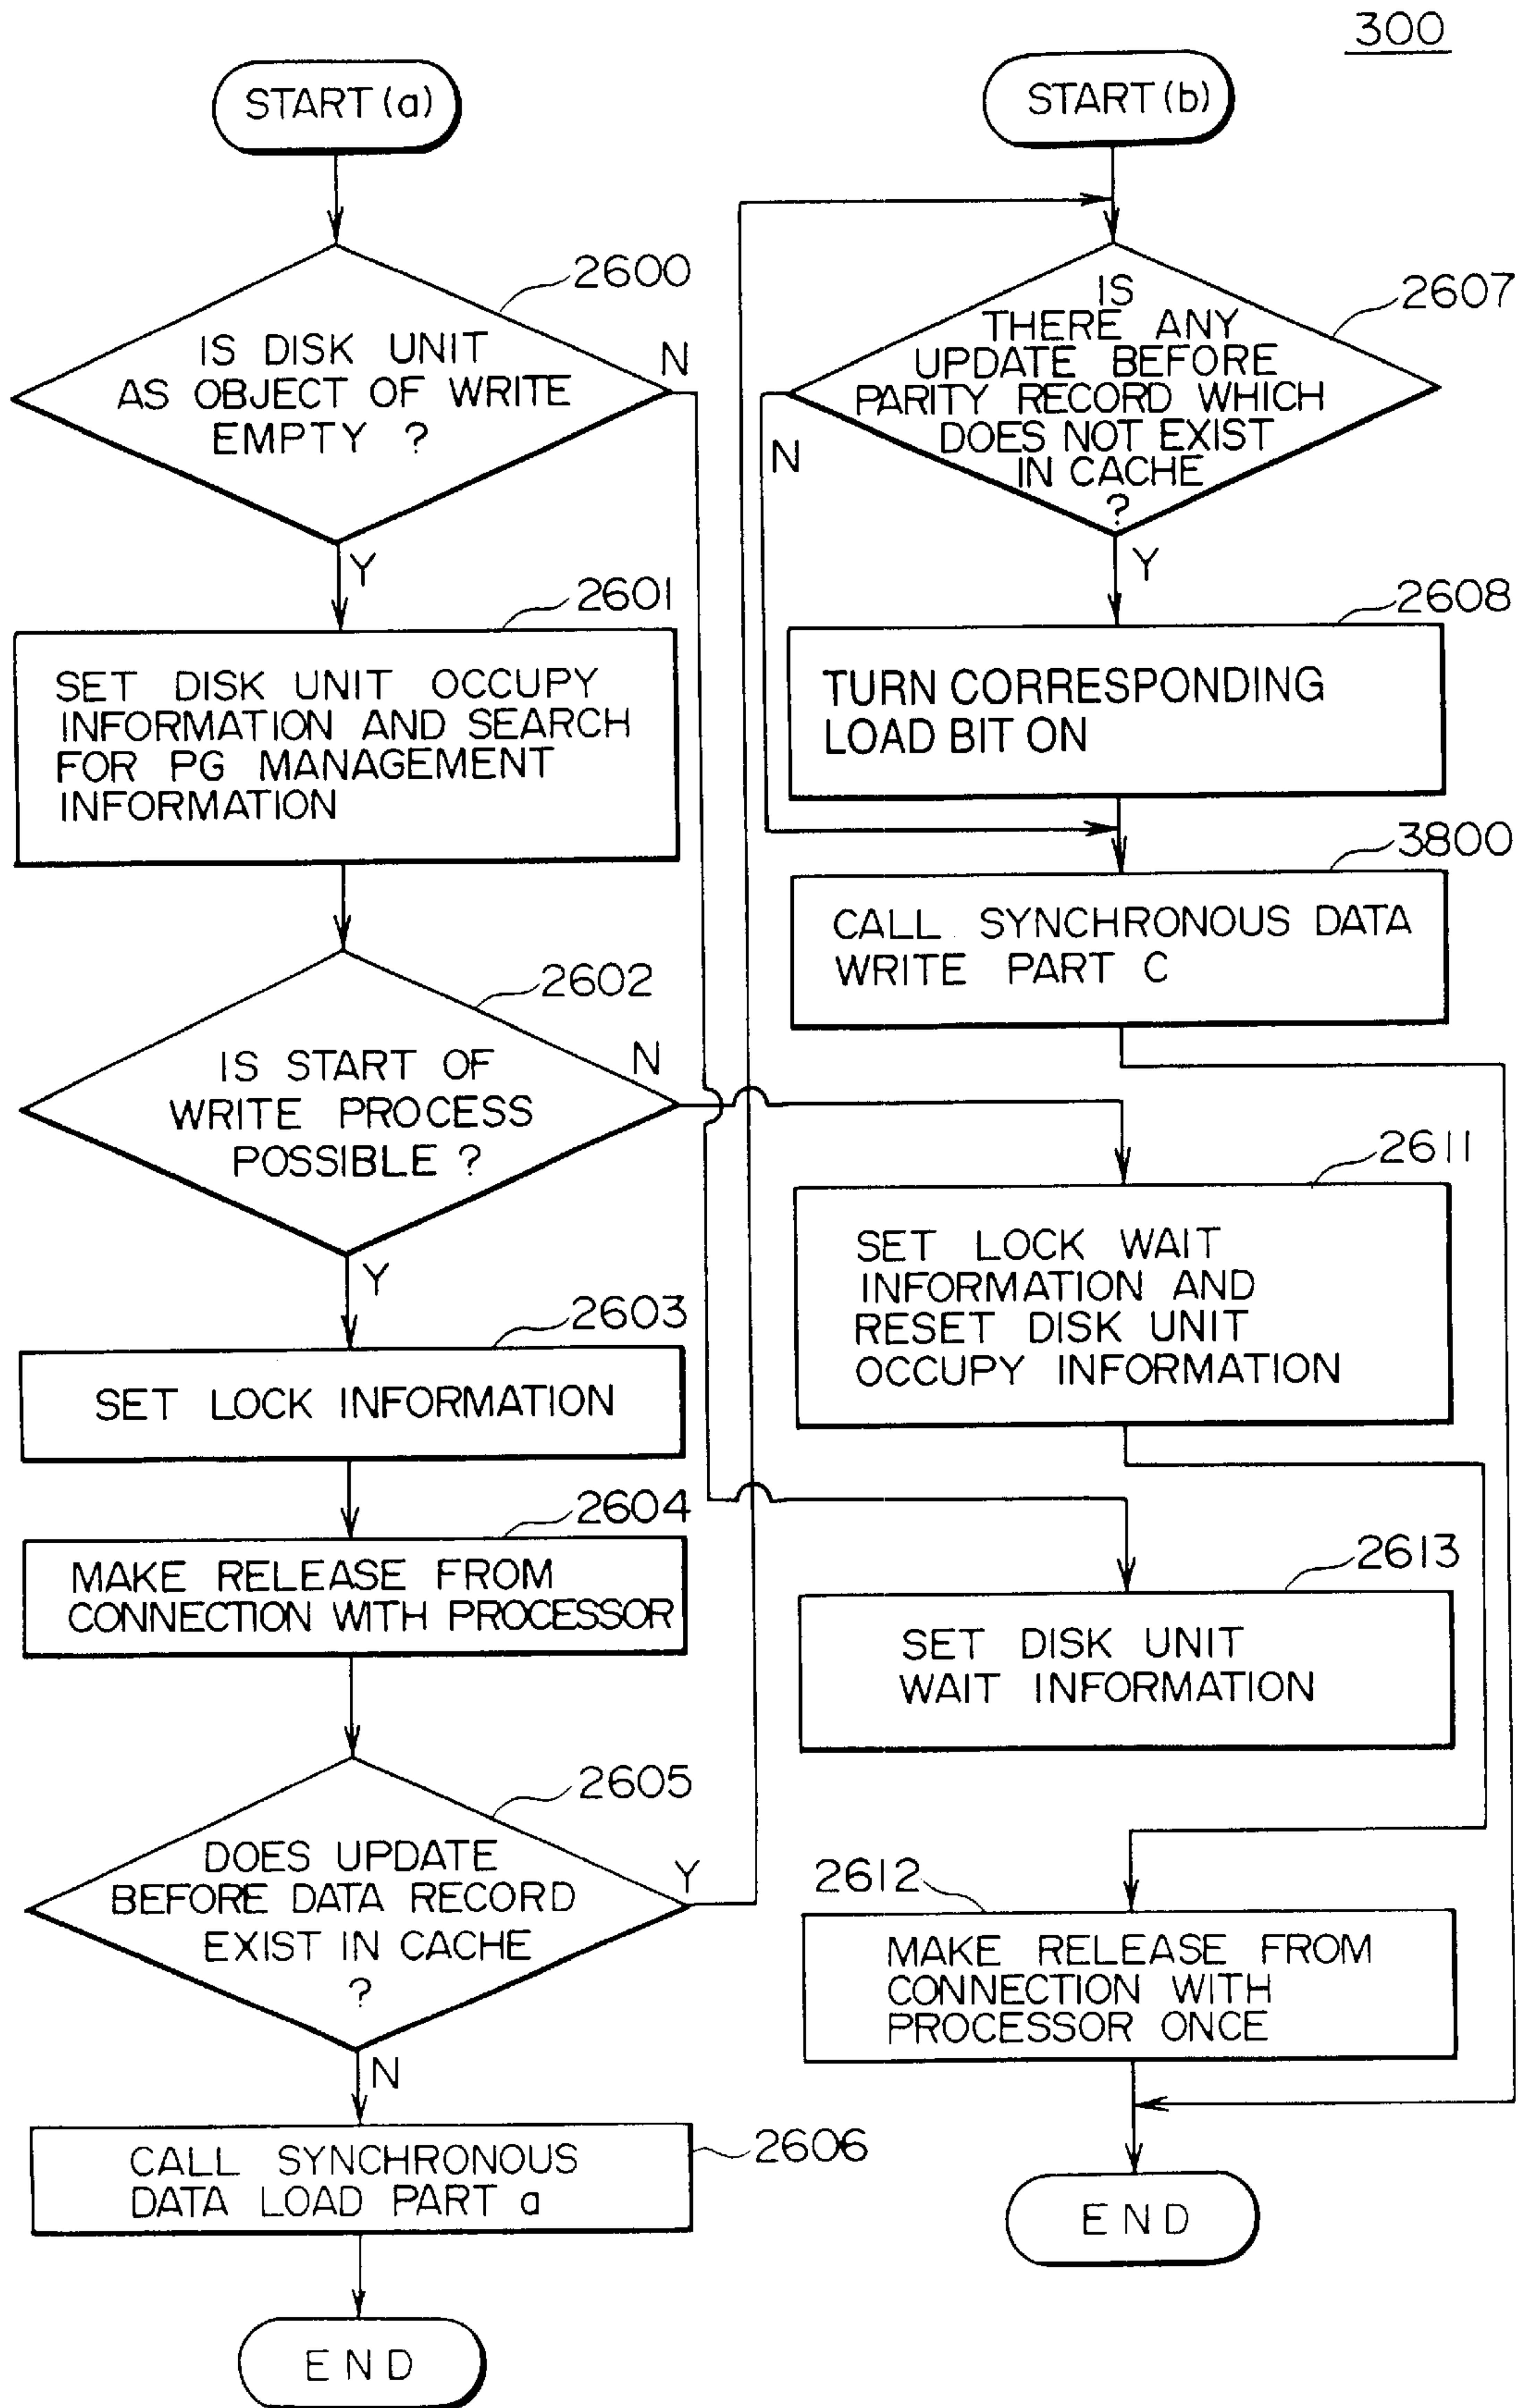 300
START (a)
2600
IS DISK UNIT
AS OBJECT OF WRITE
EMPTY ?
N
Y
2601
SET DISK UNIT OCCUPY
INFORMATION AND SEARCH
FOR PG MANAGEMENT
INFORMATION
2602
IS START OF
WRITE PROCESS
POSSIBLE ?
N
Y
2603
SET LOCK INFORMATION
2604
MAKE RELEASE FROM
CONNECTION WITH PROCESSOR
2605
DOES UPDATE
BEFORE DATA RECORD
EXIST IN CACHE
?
Y
N
2606
CALL SYNCHRONOUS
DATA LOAD PART a
END
START (b)
2607
IS
THERE ANY
UPDATE BEFORE
PARITY RECORD WHICH
DOES NOT EXIST
IN CACHE
?
N
Y
2608
TURN CORRESPONDING
LOAD BIT ON
3800
CALL SYNCHRONOUS DATA
WRITE PART C
2611
SET LOCK WAIT
INFORMATION AND
RESET DISK UNIT
OCCUPY INFORMATION
2613
SET DISK UNIT
WAIT INFORMATION
2612
MAKE RELEASE FROM
CONNECTION WITH
PROCESSOR ONCE
END